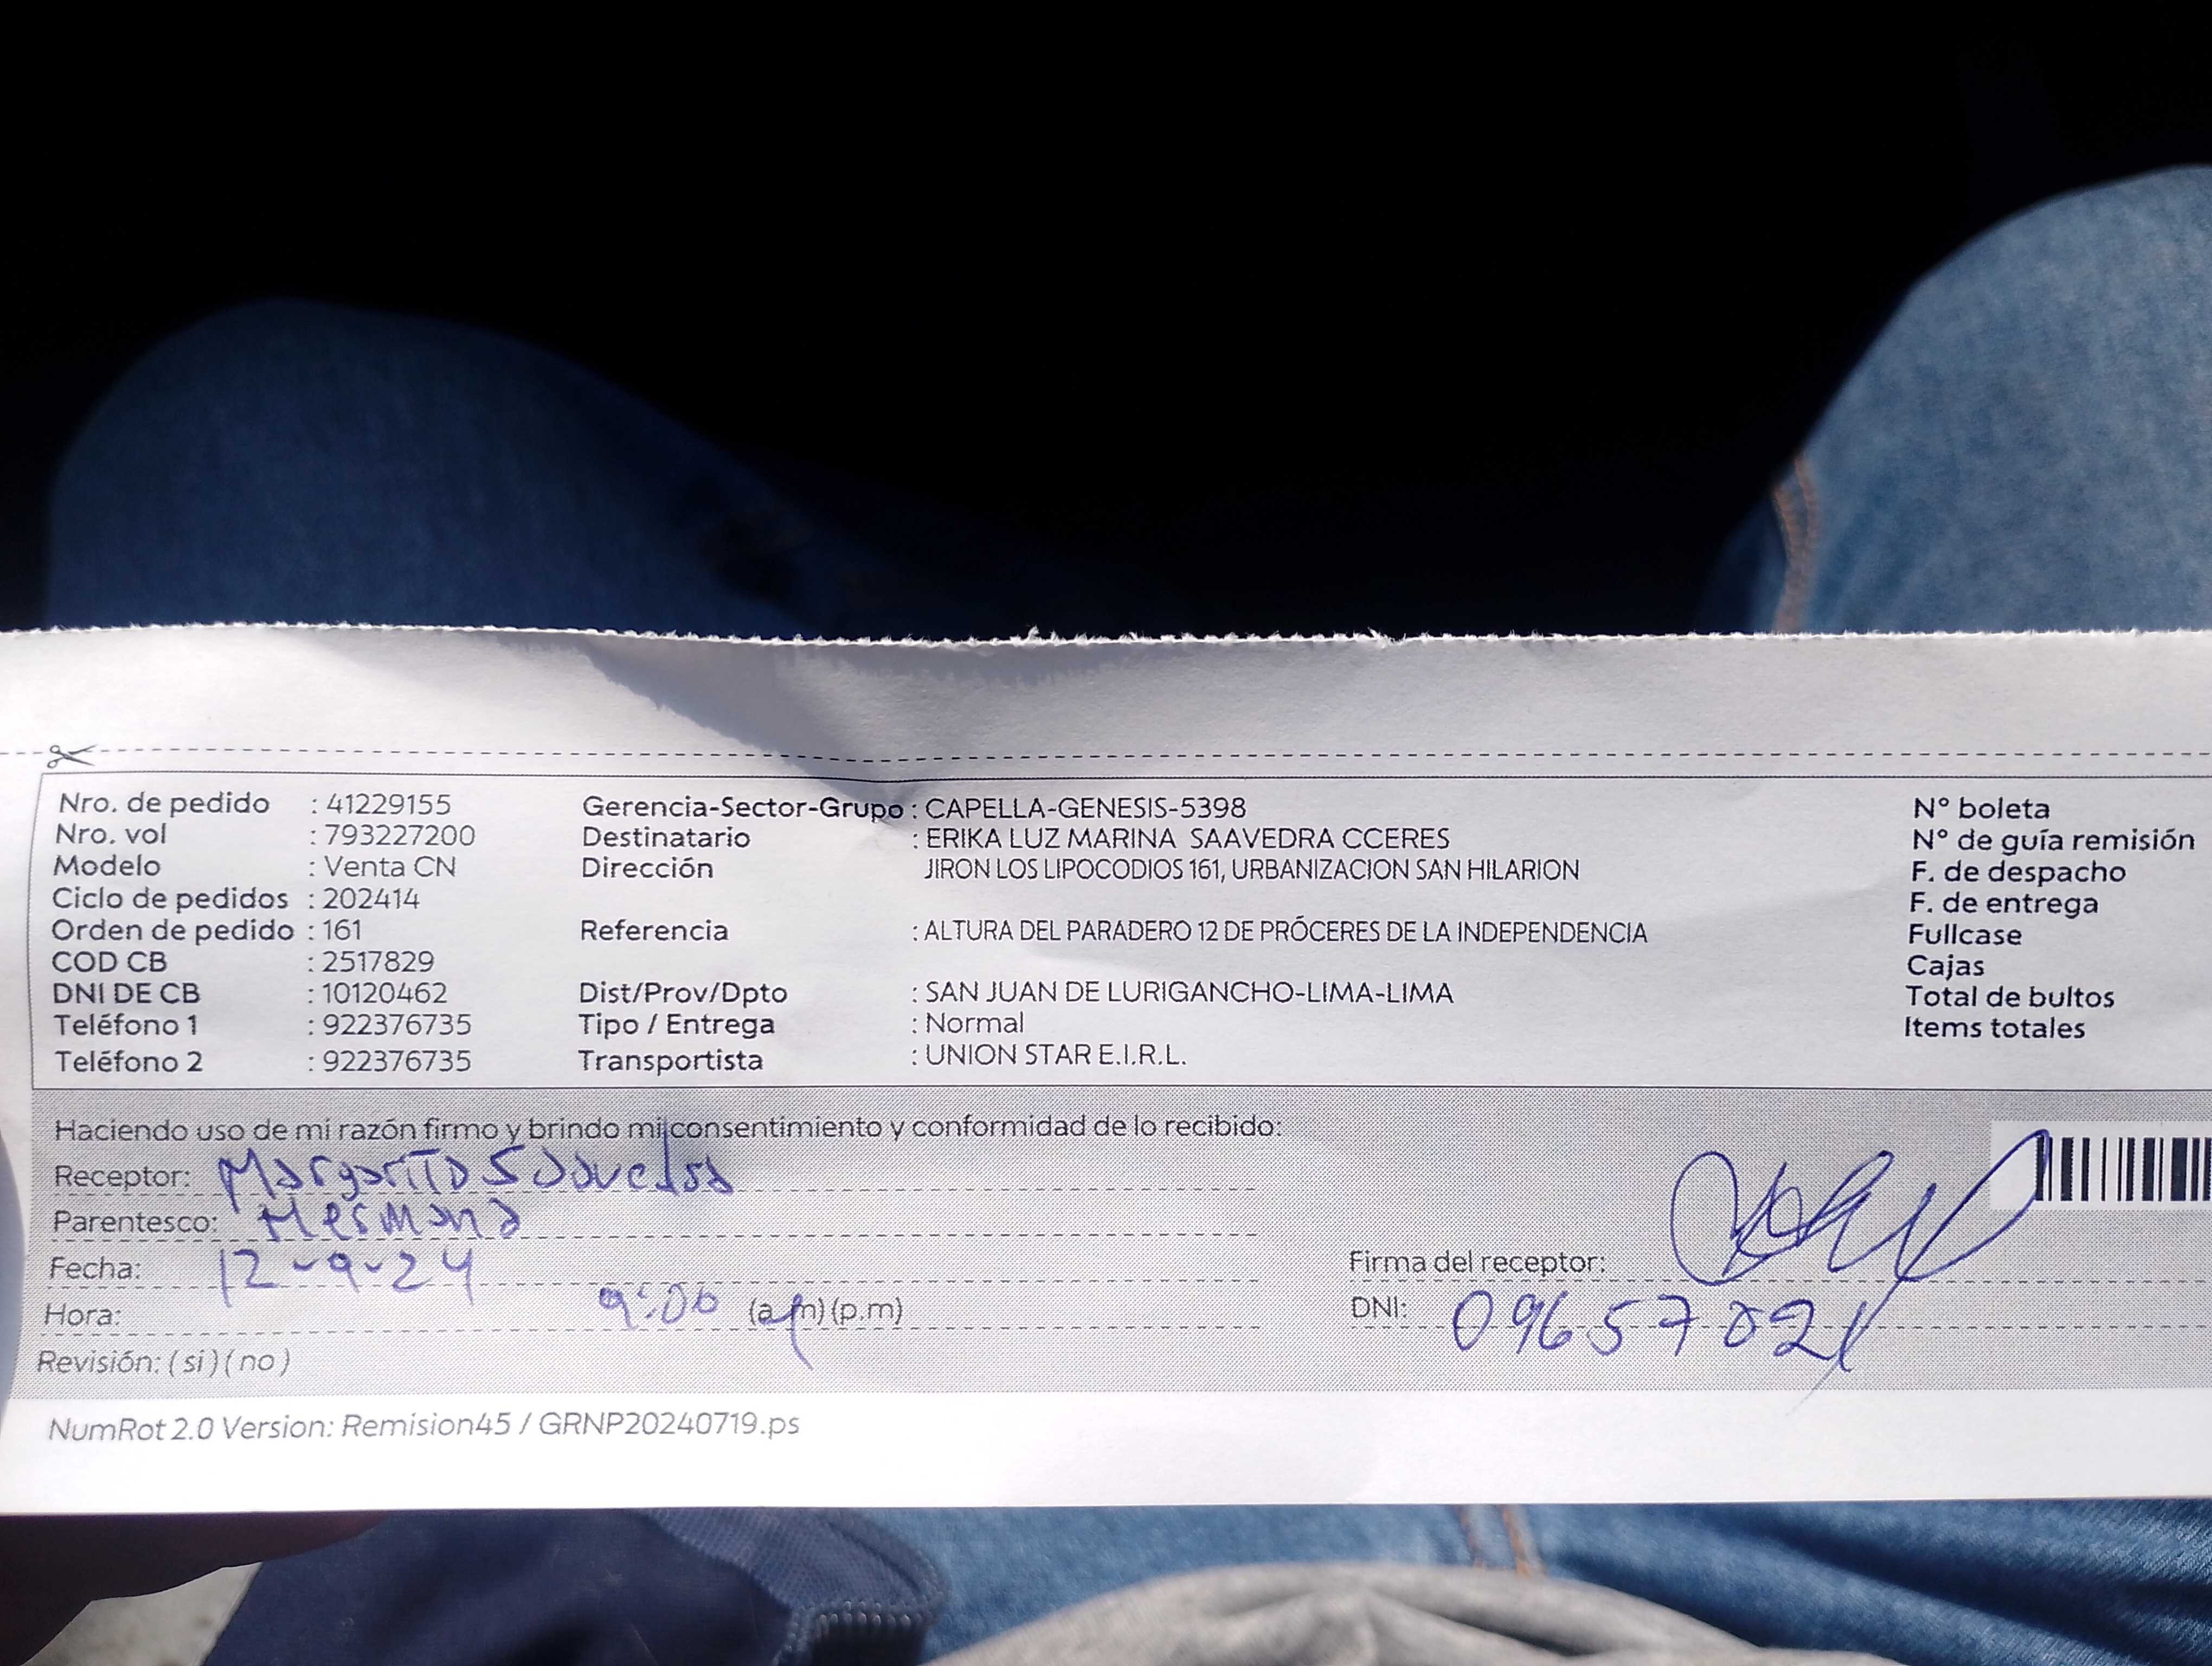 Nro. de pedido : 41229155 Gerencia-Sector-Grupo : CAPELLA-GENESIS-5398 N° boleta
Nro. vol : 793227200 Destinatario : ERIKA LUZ MARINA SAAVEDRA CCERES N° de guía remisión
Modelo : Venta CN Dirección JIRON LOS LIPOCODIOS 161, URBANIZACION SAN HILARION F. de despacho
Ciclo de pedidos : 202414 F. de entrega
Orden de pedido : 161 Referencia : ALTURA DEL PARADERO 12 DE PRÓCERES DE LA INDEPENDENCIA Fullcase
COD CB : 2517829 Cajas
DNI DE CB : 10120462 Dist/Prov/Dpto : SAN JUAN DE LURIGANCHO-LIMA-LIMA Total de bultos
Teléfono 1 : 922376735 Tipo / Entrega : Normal Items totales
Teléfono 2 : 922376735 Transportista : UNION STAR E.I.R.L.
Haciendo uso de mi razón firmo y brindo mi consentimiento y conformidad de lo recibido:
Receptor: Margarita
Parentesco: Hermana
Fecha: 12-9-24 Firma del receptor:
Hora: 9:00 (a.m) (p.m) DNI: 09657021
Revisión: ( si ) ( no )
NumRot 2.0 Version: Remision45 / GRNP20240719.ps